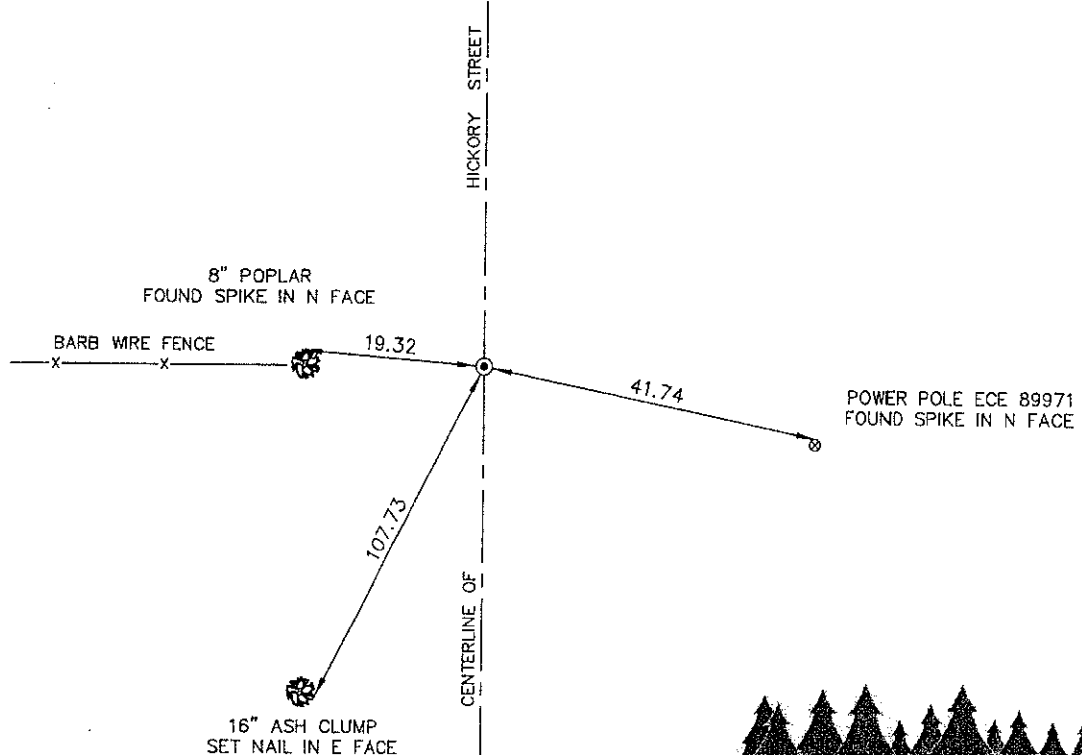 HICKORY STREET
8" POPLAR
FOUND SPIKE IN N FACE
BARB WIRE FENCE
19.32
41.74
POWER POLE ECE 89971
FOUND SPIKE IN N FACE
107.73
CENTERLINE OF
16" ASH CLUMP
SET NAIL IN E FACE